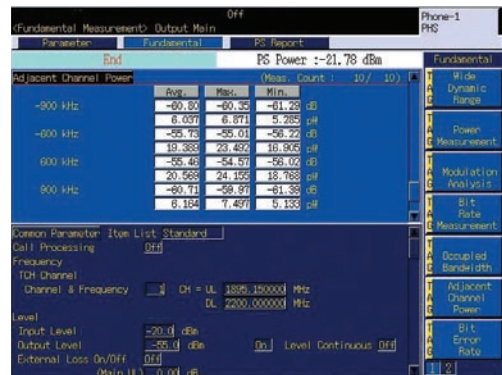 Off
<Fundamental Measurement> Output Main
Phone-1
PHS
Parameter Fundamental PS Report
End PS Power :-21.78 dBm
Fundamental
Adjacent Channel Power (Meas. Count : 10/ 10)
Avg. Max. Min.
-900 kHz -60.80 -60.35 -61.29 dB
6.037 6.871 5.285 pW
-600 kHz -55.73 -55.01 -56.22 dB
19.388 23.492 16.905 pW
600 kHz -55.46 -54.57 -56.02 dB
20.569 24.155 18.768 pW
900 kHz -60.71 -59.97 -61.39 dB
6.164 7.497 5.133 pW
Wide
Dynamic
Range
Power
Measurement
Modulation
Analysis
Bit
Rate
Measurement
Occupied
Bandwidth
Adjacent
Channel
Power
Bit
Error
Rate
1 2
Common Parameter Item List Standard
Call Processing Off
Frequency
TCH Channel
Channel & Frequency 1 CH = UL 1895.150000 MHz
DL 2200.000000 MHz
Level
Input Level -20.0 dBm
Output Level -55.0 dBm On Level Continuous Off
External Loss On/Off Off
(Main UL) 0.00 dB